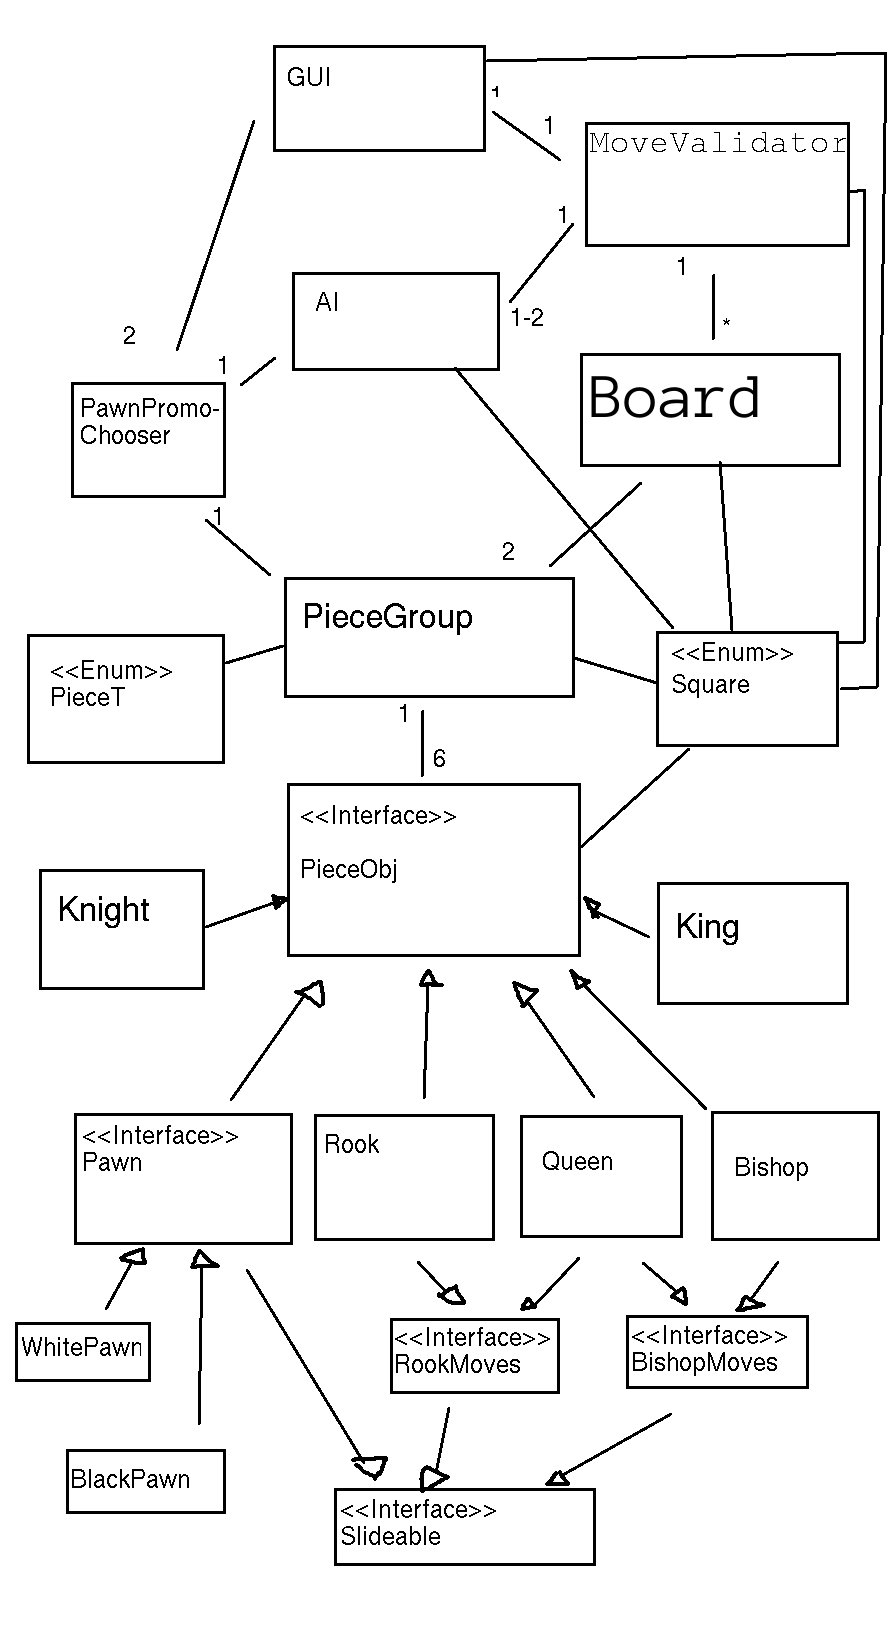 GUI
1
1
MoveValidator
1
1
AI
1-2
*
2
1
PawnPromo-
Chooser
Board
1
2
PieceGroup
<<Enum>>
PieceT
<<Enum>>
Square
1
6
<<Interface>>
PieceObj
Knight
King
<<Interface>>
Pawn
Rook
Queen
Bishop
WhitePawn
<<Interface>>
RookMoves
<<Interface>>
BishopMoves
BlackPawn
<<Interface>>
Slideable